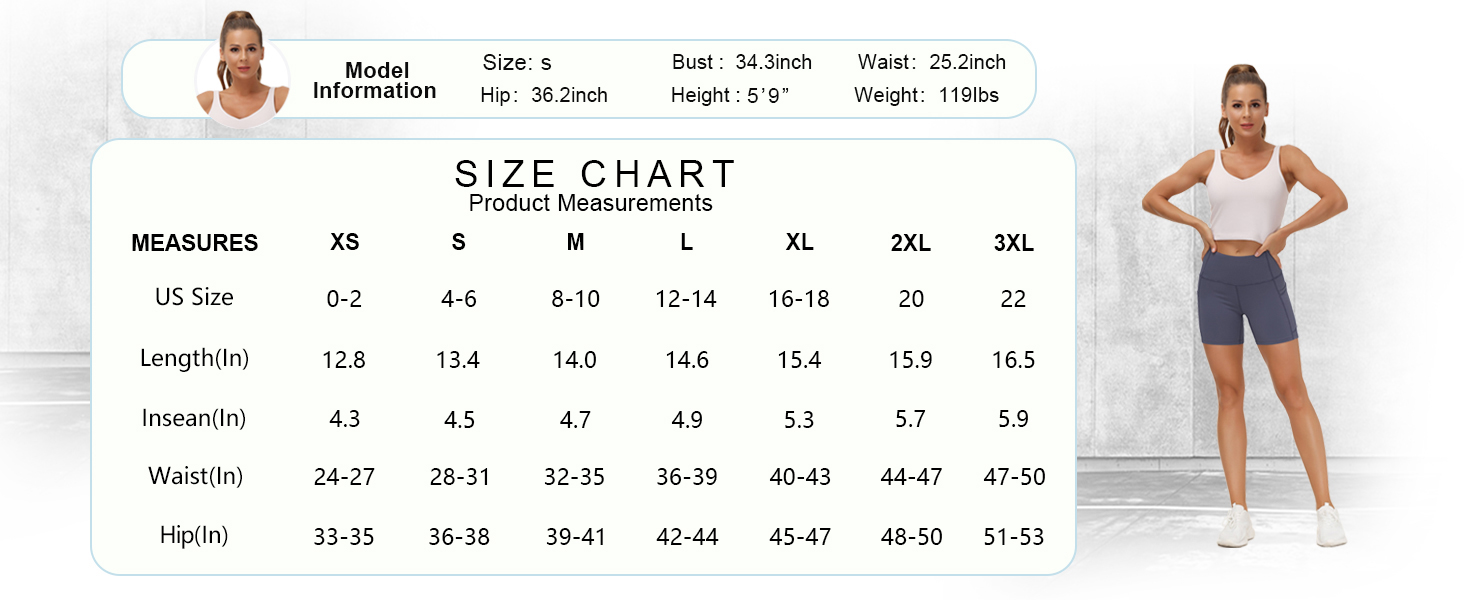 Model Information
Size: s
Bust : 34.3inch
Waist: 25.2inch
Hip: 36.2inch
Height : 5’9”
Weight: 119lbs
SIZE CHART
Product Measurements
MEASURES XS S M L XL 2XL 3XL
US Size 0-2 4-6 8-10 12-14 16-18 20 22
Length(In) 12.8 13.4 14.0 14.6 15.4 15.9 16.5
Insean(In) 4.3 4.5 4.7 4.9 5.3 5.7 5.9
Waist(In) 24-27 28-31 32-35 36-39 40-43 44-47 47-50
Hip(In) 33-35 36-38 39-41 42-44 45-47 48-50 51-53